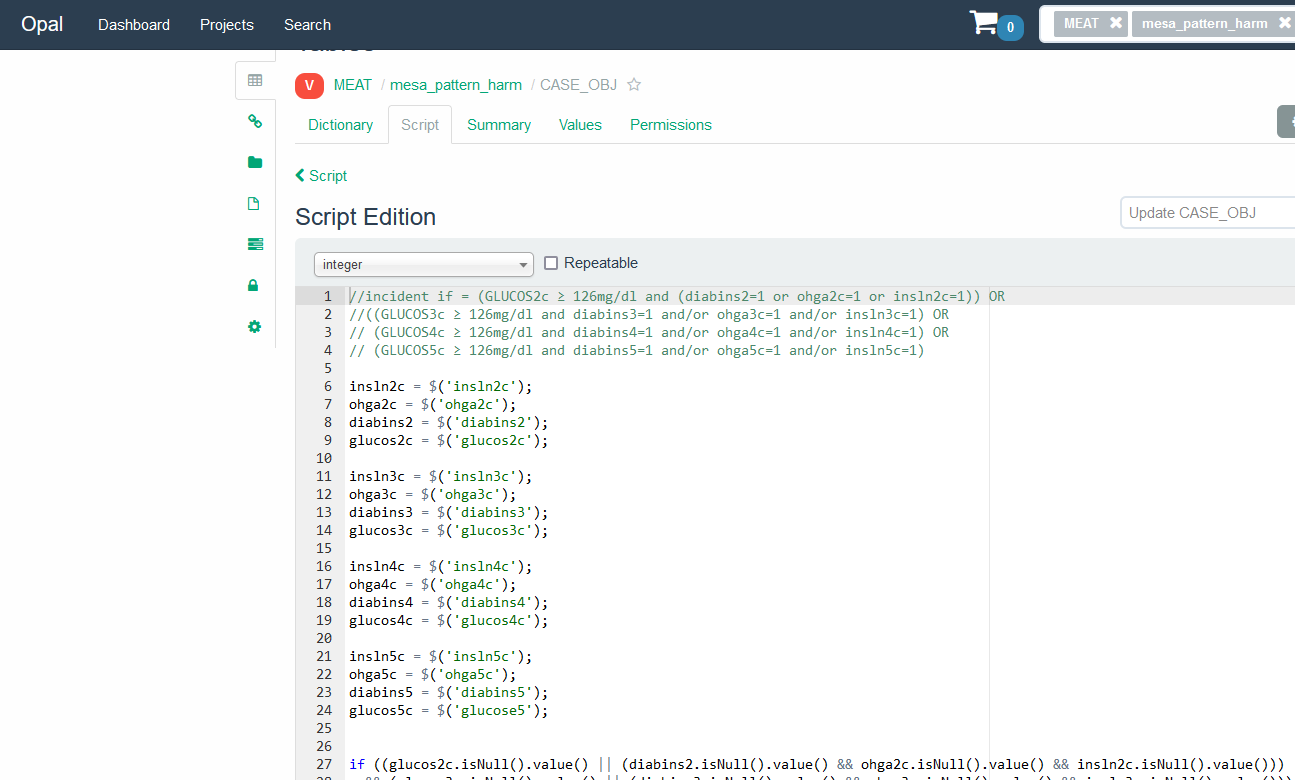 Opal Dashboard Projects Search 0 MEAT mesa_pattern_harm
V MEAT / mesa_pattern_harm / CASE_OBJ
Dictionary Script Summary Values Permissions
Script
Script Edition
Update CASE_OBJ
integer Repeatable
1 //incident if = (GLUCOS2c ≥ 126mg/dl and (diabins2=1 or ohga2c=1 or insln2c=1)) OR
2 //((GLUCOS3c ≥ 126mg/dl and diabins3=1 and/or ohga3c=1 and/or insln3c=1) OR
3 // (GLUCOS4c ≥ 126mg/dl and diabins4=1 and/or ohga4c=1 and/or insln4c=1) OR
4 // (GLUCOS5c ≥ 126mg/dl and diabins5=1 and/or ohga5c=1 and/or insln5c=1)
5
6 insln2c = $('insln2c');
7 ohga2c = $('ohga2c');
8 diabins2 = $('diabins2');
9 glucos2c = $('glucos2c');
10
11 insln3c = $('insln3c');
12 ohga3c = $('ohga3c');
13 diabins3 = $('diabins3');
14 glucos3c = $('glucos3c');
15
16 insln4c = $('insln4c');
17 ohga4c = $('ohga4c');
18 diabins4 = $('diabins4');
19 glucos4c = $('glucos4c');
20
21 insln5c = $('insln5c');
22 ohga5c = $('ohga5c');
23 diabins5 = $('diabins5');
24 glucos5c = $('glucose5');
25
26
27 if ((glucos2c.isNull().value() || (diabins2.isNull().value() && ohga2c.isNull().value() && insln2c.isNull().value()))